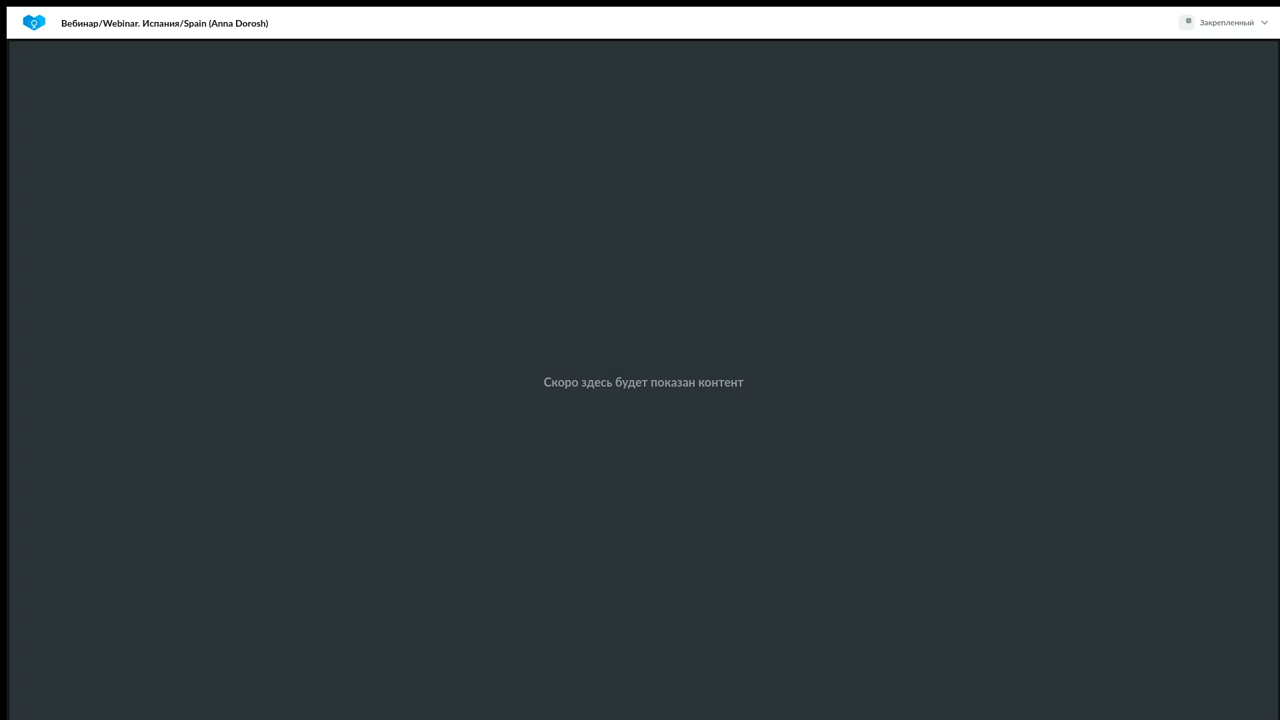 Вебинар/Webinar. Испания/Spain (Anna Dorosh)
Закрепленный
Скоро здесь будет показан контент